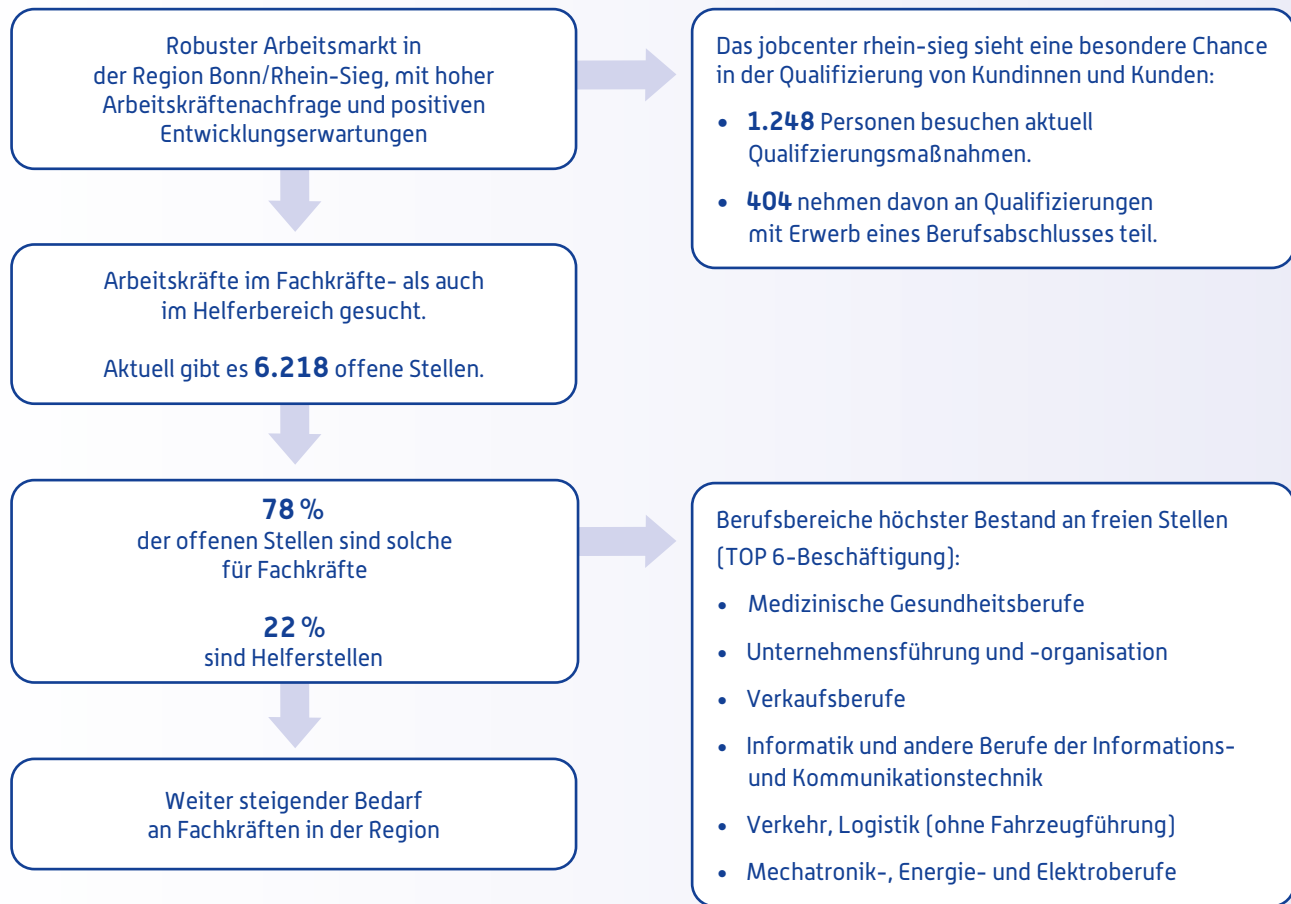 Robuster Arbeitsmarkt in
der Region Bonn/Rhein-Sieg, mit hoher
Arbeitskräftenachfrage und positiven
Entwicklungserwartungen
Das jobcenter rhein-sieg sieht eine besondere Chance
in der Qualifizierung von Kundinnen und Kunden:
• 1.248 Personen besuchen aktuell
Qualifzierungsmaßnahmen.
• 404 nehmen davon an Qualifizierungen
mit Erwerb eines Berufsabschlusses teil.
Arbeitskräfte im Fachkräfte- als auch
im Helferbereich gesucht.
Aktuell gibt es 6.218 offene Stellen.
78 %
der offenen Stellen sind solche
für Fachkräfte
22 %
sind Helferstellen
Berufsbereiche höchster Bestand an freien Stellen
(TOP 6-Beschäftigung):
• Medizinische Gesundheitsberufe
• Unternehmensführung und -organisation
• Verkaufsberufe
• Informatik und andere Berufe der Informations-
und Kommunikationstechnik
• Verkehr, Logistik (ohne Fahrzeugführung)
• Mechatronik-, Energie- und Elektroberufe
Weiter steigender Bedarf
an Fachkräften in der Region